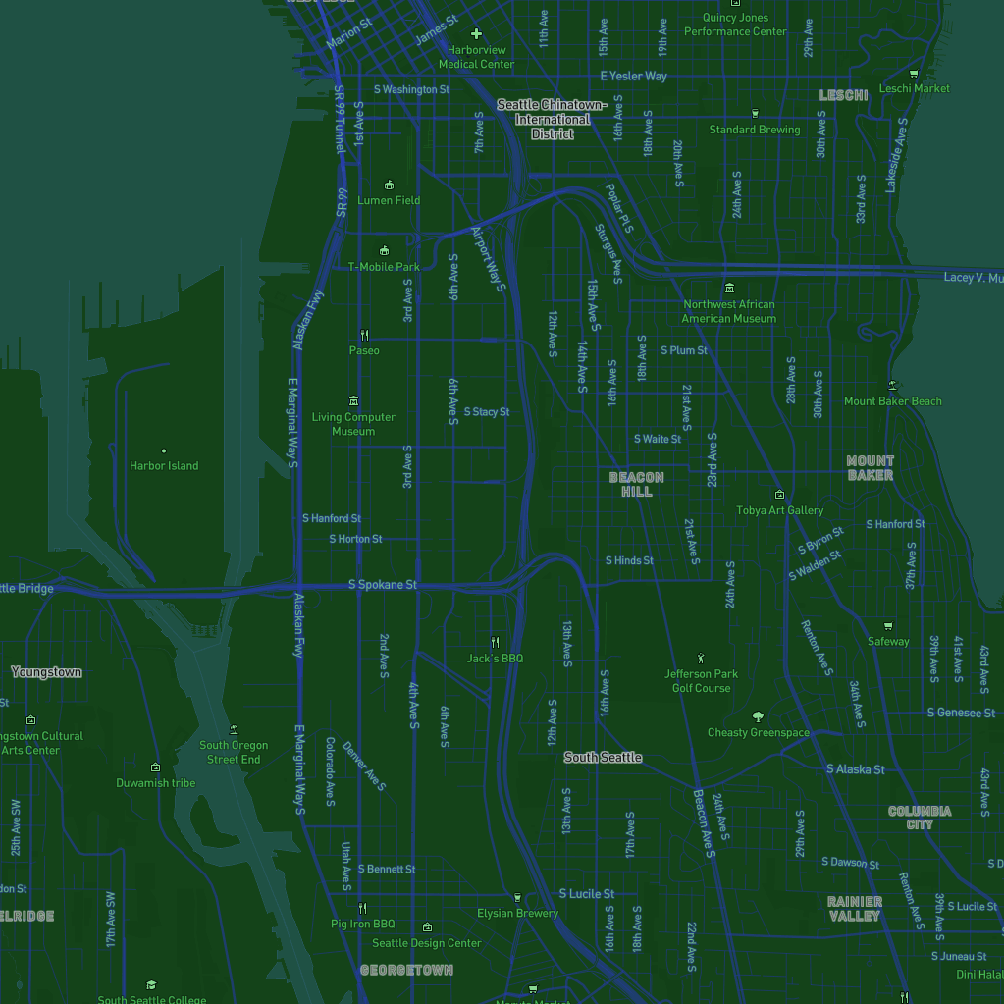 Marion St
James St
11th Ave
15th Ave
19th Ave
Quincy Jones
Performance Center
29th Ave
Harborview
Medical Center
E Yesler Way
Leschi Market
LESCHI
S Washington St
SR 99 Tunnel
1st Ave S
7th Ave S
Seattle Chinatown-
International
District
16th Ave S
18th Ave S
20th Ave S
Standard Brewing
30th Ave S
Lakeside Ave S
Lumen Field
SR 99
Poplar Pl S
24th Ave S
33rd Ave S
T-Mobile Park
Airport Way S
Sturgus Ave S
6th Ave S
3rd Ave S
Lacey V. Mu
Northwest African
American Museum
Alaskan Fwy
15th Ave S
12th Ave S
14th Ave S
Paseo
18th Ave S
S Plum St
16th Ave S
28th Ave S
30th Ave S
Mount Baker Beach
E Marginal Way S
Living Computer
Museum
6th Ave S
S Stacy St
21st Ave S
S Waite St
23rd Ave S
Harbor Island
3rd Ave S
BEACON
HILL
MOUNT
BAKER
S Hanford St
S Horton St
Tobya Art Gallery
S Hanford St
S Byron St
S Walden St
21st Ave S
S Hinds St
24th Ave S
37th Ave S
ttle Bridge
S Spokane St
Alaskan Fwy
2nd Ave S
Jack's BBQ
13th Ave S
Renton Ave S
Safeway
39th Ave S
41st Ave S
43rd Ave S
Youngstown
St
Jefferson Park
Golf Course
16th Ave S
4th Ave S
34th Ave S
6th Ave S
12th Ave S
S Genesee St
ngstown Cultural
Arts Center
South Oregon
Street End
E Marginal Way S
Cheasty Greenspace
South Seattle
Colorado Ave S
Denver Ave S
S Alaska St
Duwamish tribe
25th Ave SW
13th Ave S
Beacon Ave S
24th Ave S
17th Ave S
29th Ave S
43rd Ave S
COLUMBIA
CITY
Utah Ave S
S Bennett St
S Dawson St
S D
don St
S Lucile St
Renton Ave S
39th Ave S
S Lucile St
ELRIDGE
17th Ave SW
Pig Iron BBQ
Elysian Brewery
RAINIER
VALLEY
Seattle Design Center
16th Ave S
18th Ave S
22nd Ave S
S Juneau St
GEORGETOWN
Dini Halal
South Seattle College